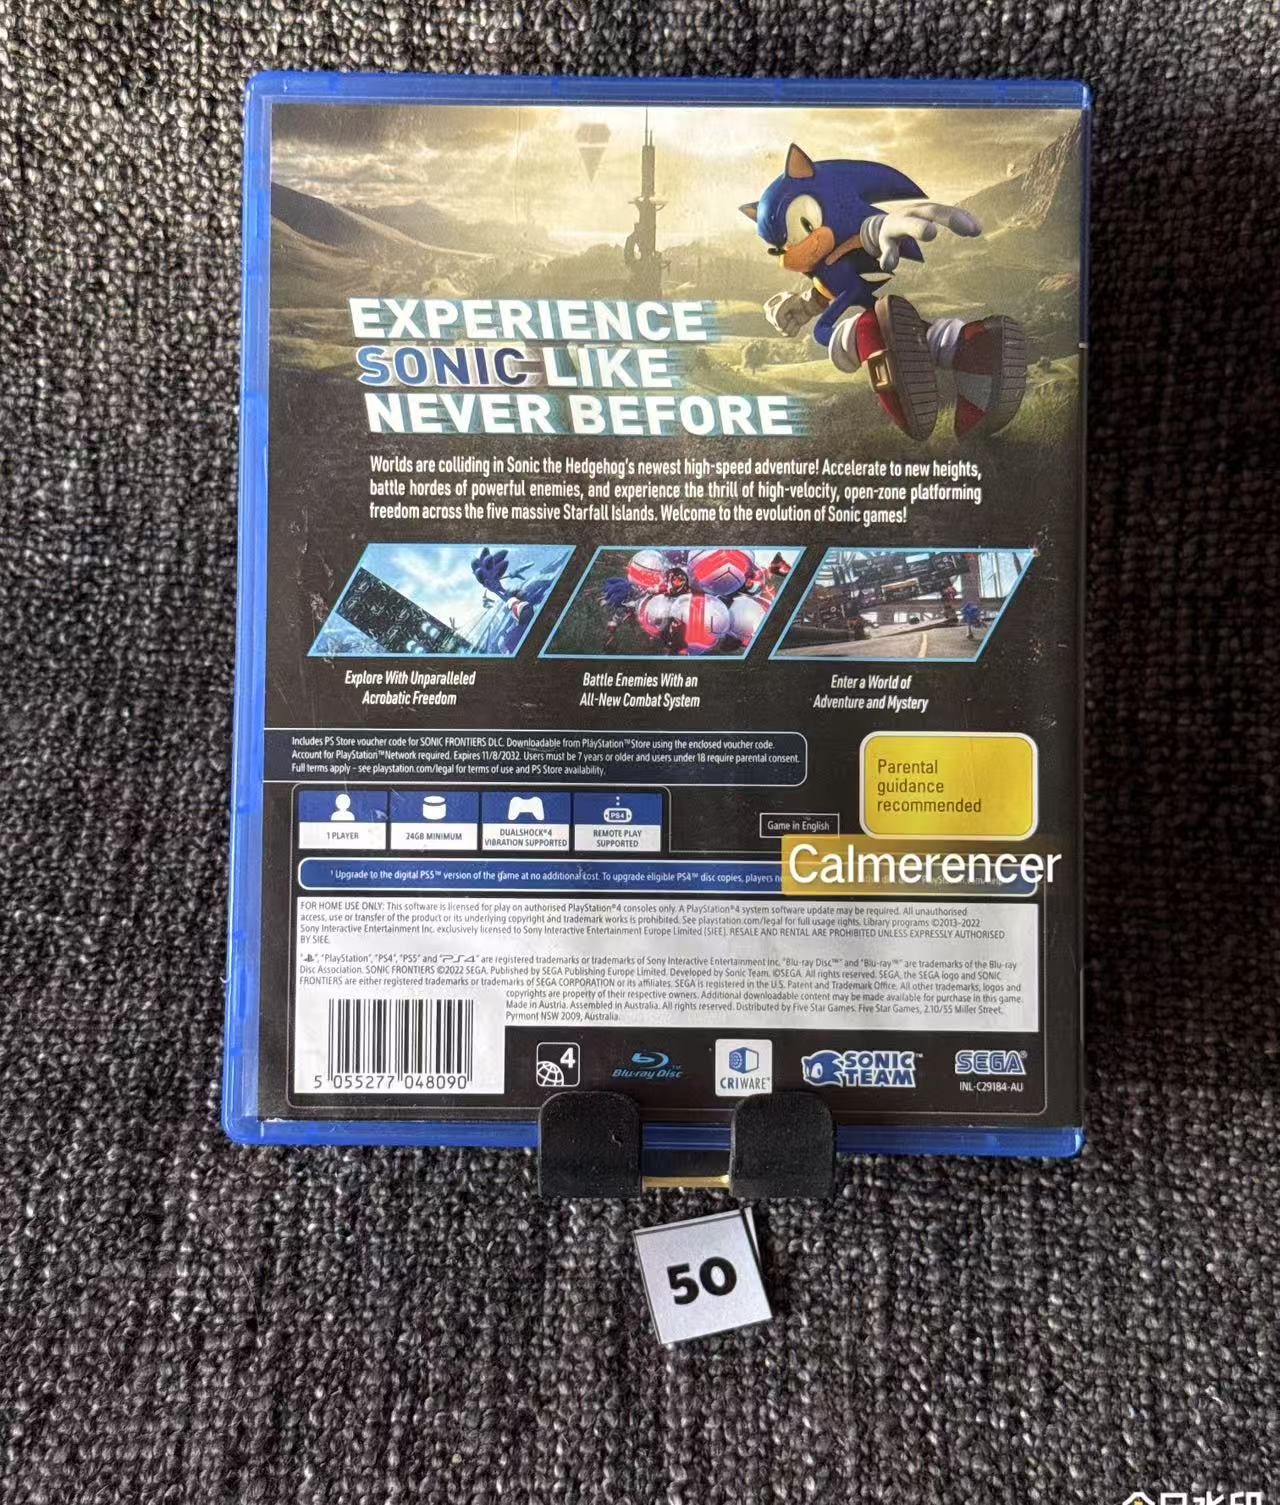 EXPERIENCE
SONIC LIKE
NEVER BEFORE
Worlds are colliding in Sonic the Hedgehog's newest high-speed adventure! Accelerate to new heights,
battle hordes of powerful enemies, and experience the thrill of high-velocity, open-zone platforming
freedom across the five massive Starfall Islands. Welcome to the evolution of Sonic games!
Explore With Unparalleled
Acrobatic Freedom
Battle Enemies With an
All-New Combat System
Enter a World of
Adventure and Mystery
Includes PS Store voucher code for SONIC FRONTIERS DLC. Downloadable from PlayStation™Store using the enclosed voucher code.
Account for PlayStation™Network required. Expires 11/8/2032. Users must be 7 years or older and users under 18 require parental consent.
Full terms apply – see playstation.com/legal for terms of use and PS Store availability.
Parental
guidance
recommended
PS4
1 PLAYER
24GB MINIMUM
DUALSHOCK®4
VIBRATION SUPPORTED
REMOTE PLAY
SUPPORTED
Game in English
Calmerencer
¹ Upgrade to the digital PS5™ version of the game at no additional cost. To upgrade eligible PS4™ disc copies, players
FOR HOME USE ONLY: This software is licensed for play on authorised PlayStation®4 consoles only. A PlayStation®4 system software update may be required. All unauthorised
access, use or transfer of the product or its underlying copyright and trademark works is prohibited. See playstation.com/legal for full usage rights. Library programs ©2013-2022
Sony Interactive Entertainment Inc. exclusively licensed to Sony Interactive Entertainment Europe Limited (SIEE). RESALE AND RENTAL ARE PROHIBITED UNLESS EXPRESSLY AUTHORISED
BY SIEE.
"PlayStation", "PS4", "PS5" and "PS4" are registered trademarks or trademarks of Sony Interactive Entertainment Inc. "Blu-ray Disc™" and "Blu-ray™" are trademarks of the Blu-ray
Disc Association. SONIC FRONTIERS ©2022 SEGA. Published by SEGA Publishing Europe Limited. Developed by Sonic Team. ©SEGA. All rights reserved. SEGA, the SEGA logo and SONIC
FRONTIERS are either registered trademarks or trademarks of SEGA CORPORATION or its affiliates. SEGA is registered in the U.S. Patent and Trademark Office. All other trademarks, logos and
copyrights are property of their respective owners. Additional downloadable content may be made available for purchase in this game.
Made in Austria. Assembled in Australia. All rights reserved. Distributed by Five Star Games. Five Star Games, 2.10/55 Miller Street,
Pyrmont NSW 2009, Australia.
5 055277 048090
4
Blu-ray Disc™
CRIWARE™
SONIC
TEAM™
SEGA®
INL-C29184-AU
50